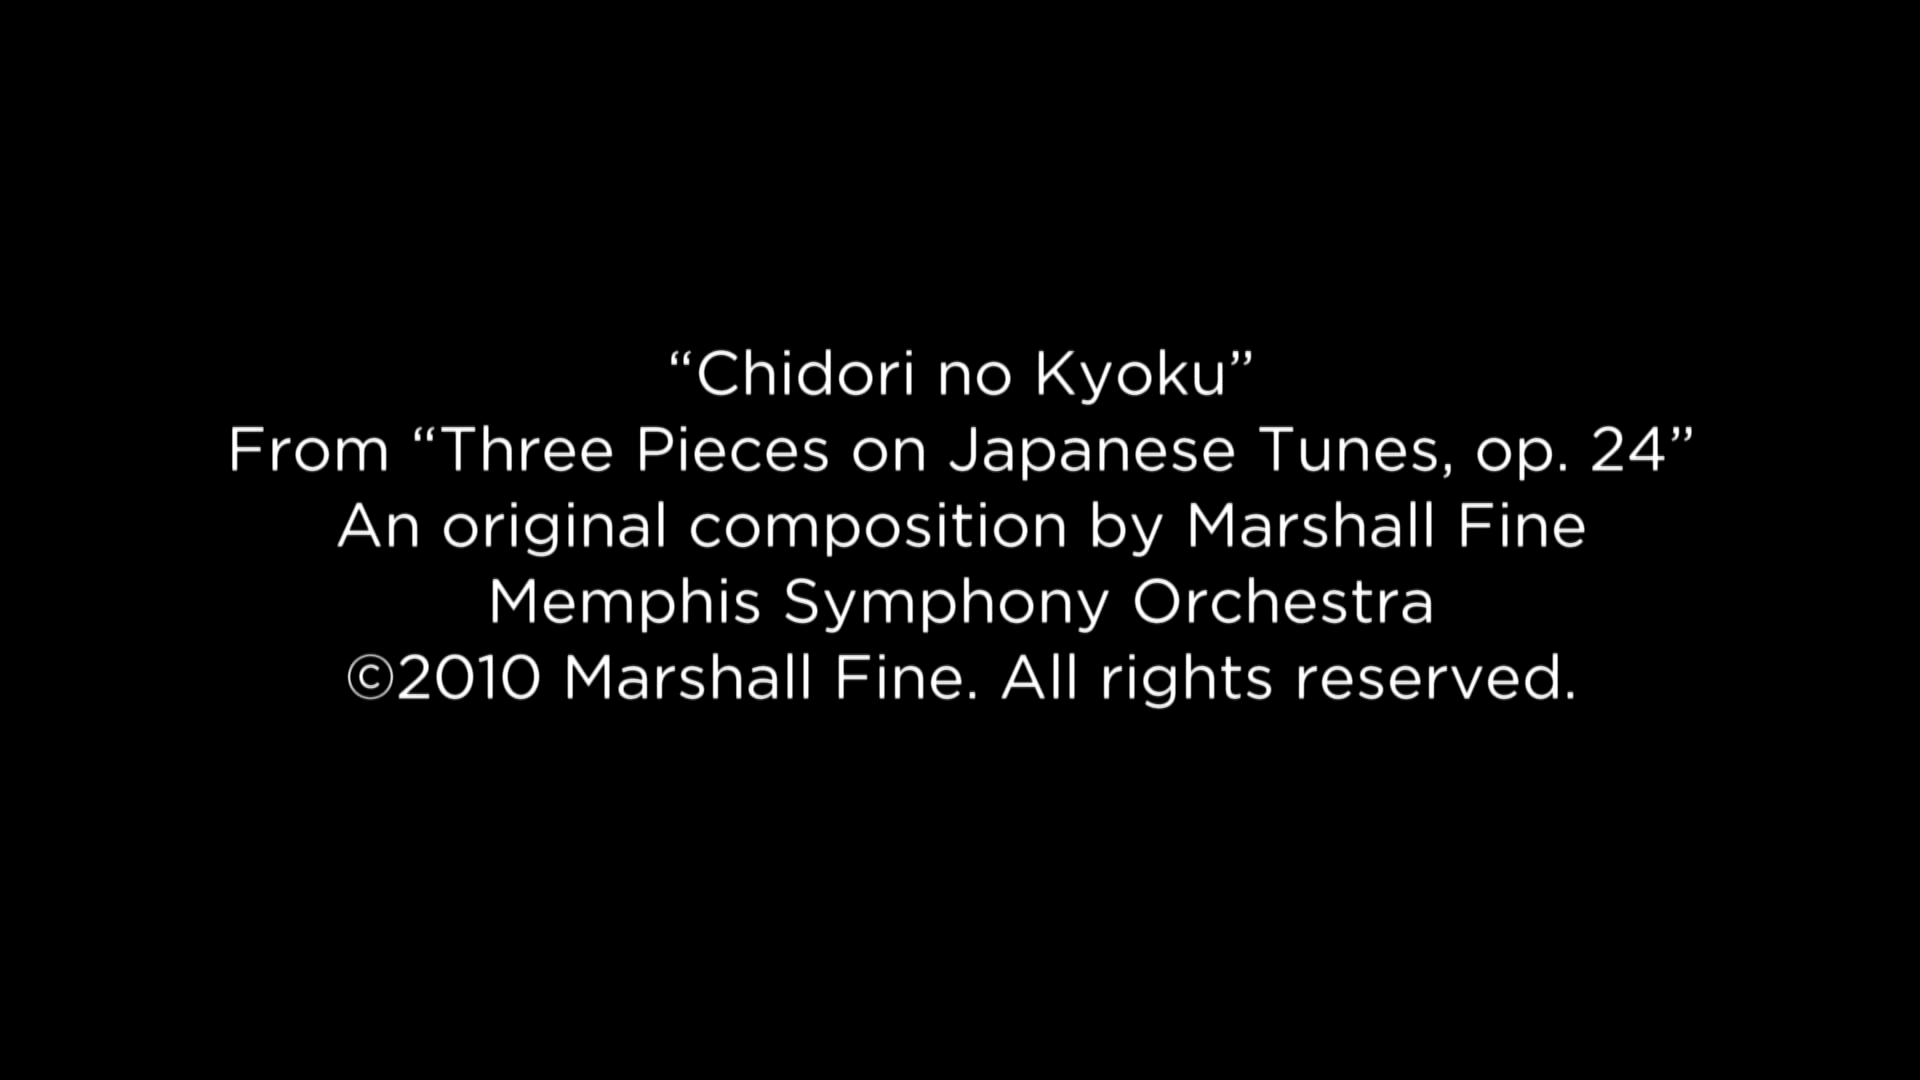 “Chidori no Kyoku”
From “Three Pieces on Japanese Tunes, op. 24”
An original composition by Marshall Fine
Memphis Symphony Orchestra
©2010 Marshall Fine. All rights reserved.